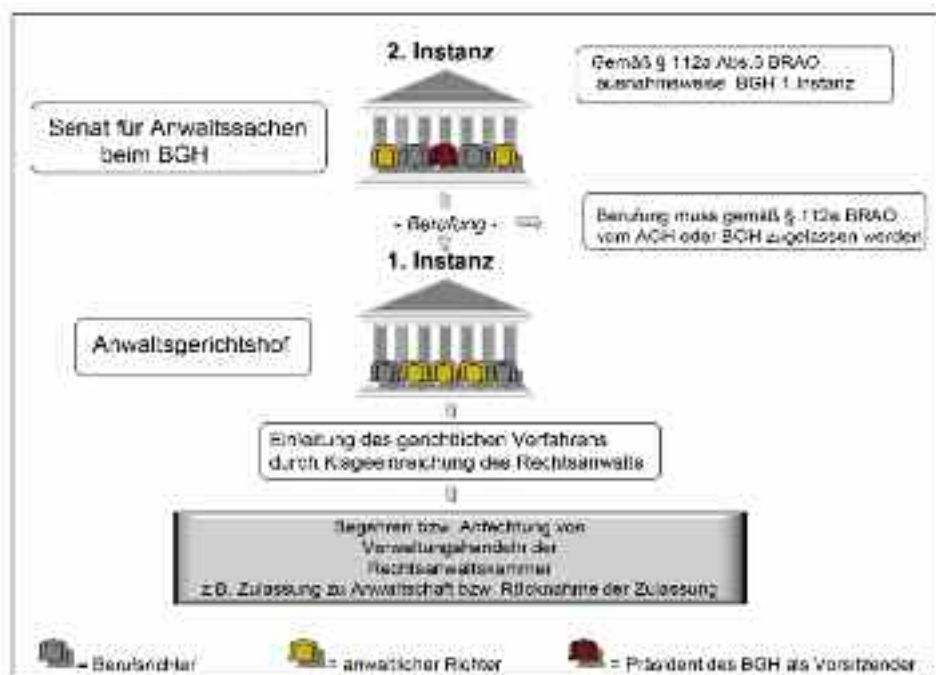 2. Instanz
Gemäß § 112a Abs.3 BRAO
ausnahmsweise BGH 1.Instanz
Senat für Anwaltssachen
beim BGH
- Berufung -
Berufung muss gemäß § 112e BRAO
vom AGH oder BGH zugelassen werden
1. Instanz
Anwaltsgerichtshof
Einleitung des gerichtlichen Verfahrens
durch Klageeinreichung des Rechtsanwalts
Begehren bzw. Anfechtung von
Verwaltungshandeln der
Rechtsanwaltskammer
z.B. Zulassung zu Anwaltschaft bzw. Rücknahme der Zulassung
= Berufsrichter
= anwaltlicher Richter
= Präsident des BGH als Vorsitzender